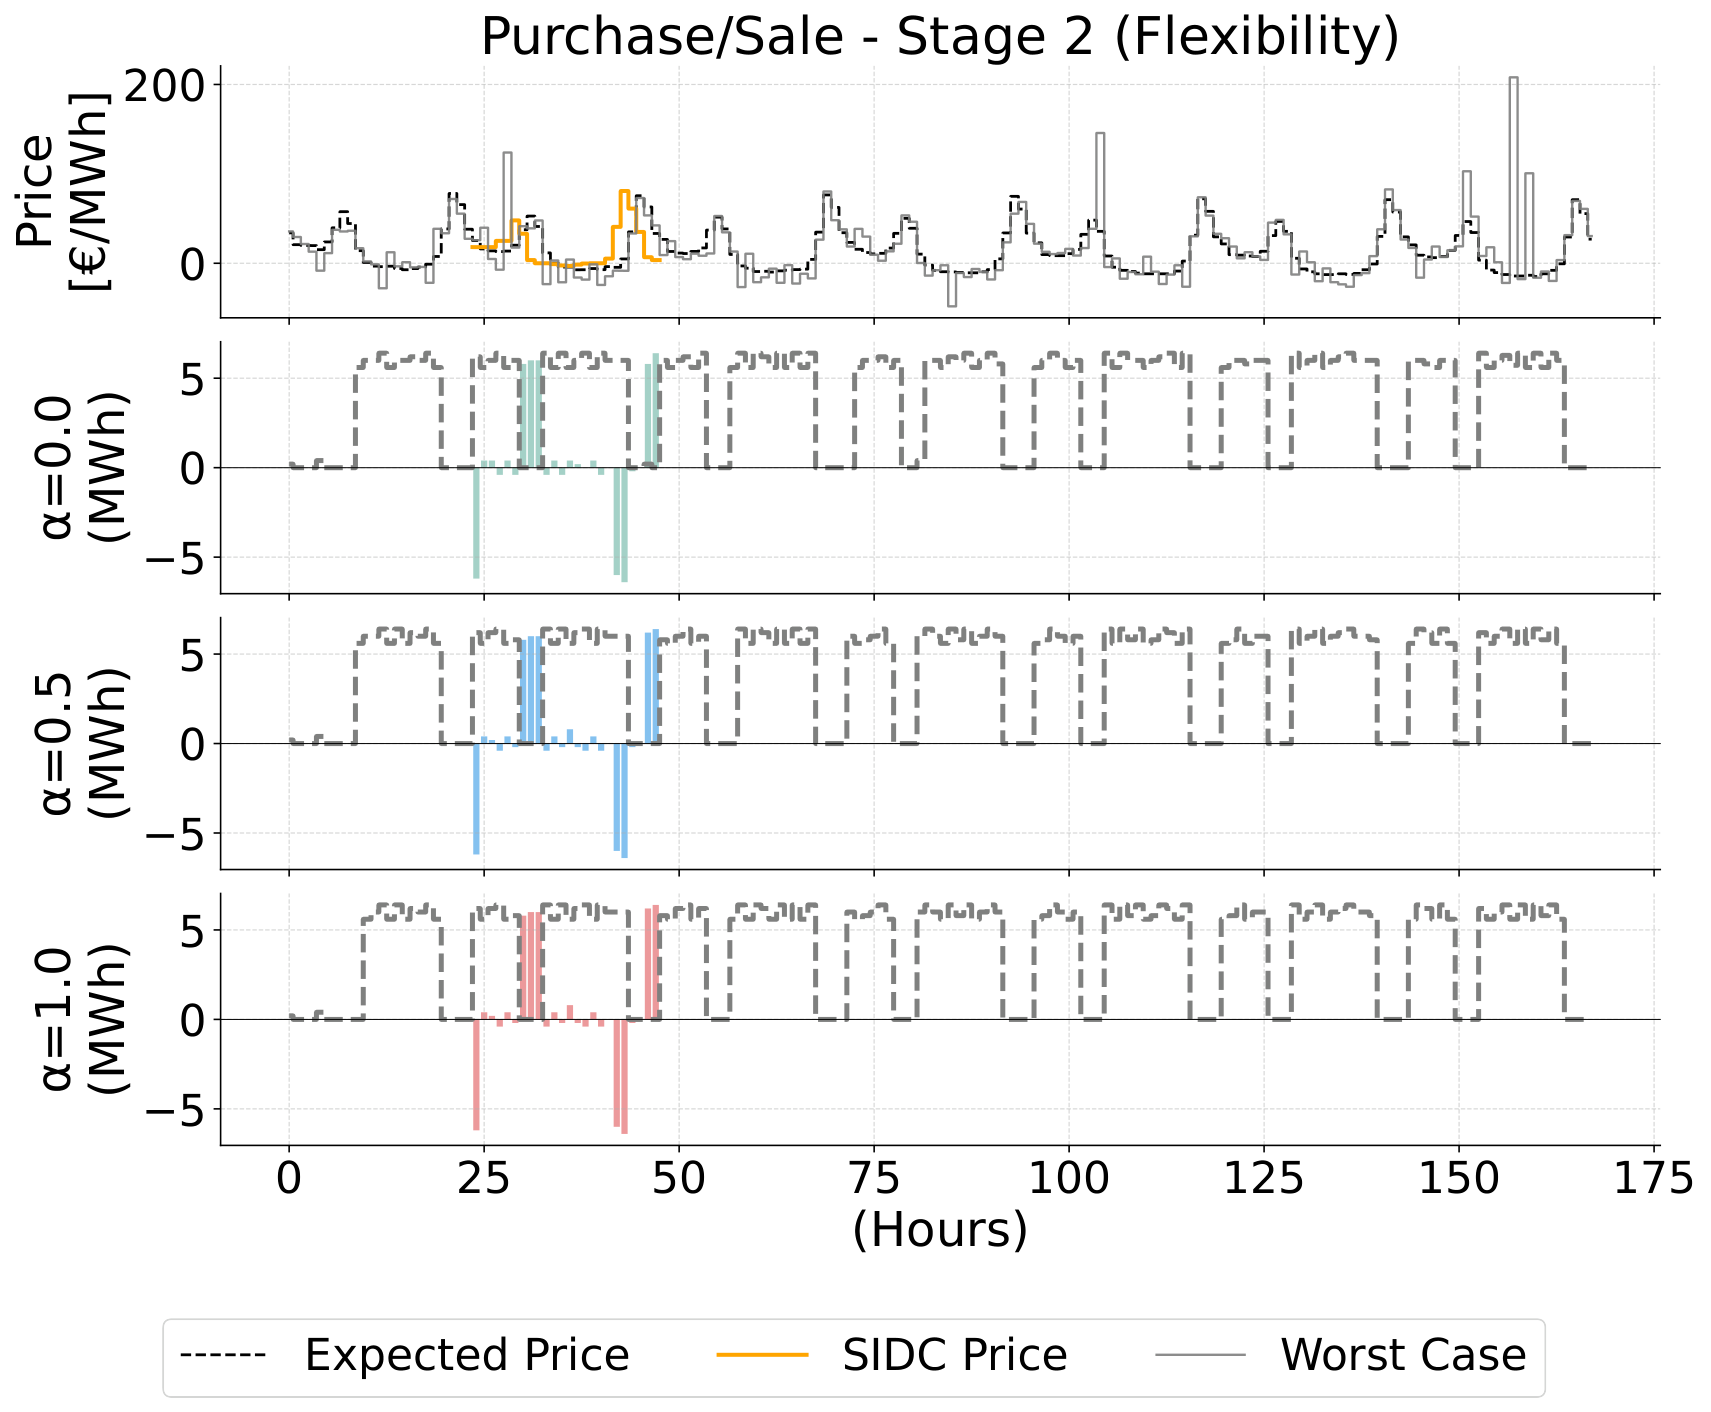 Purchase/Sale - Stage 2 (Flexibility)
Price
[€/MWh]
200
0
α=0.0
(MWh)
5
0
−5
α=0.5
(MWh)
5
0
−5
α=1.0
(MWh)
5
0
−5
0 25 50 75 100 125 150 175
(Hours)
Expected Price SIDC Price Worst Case